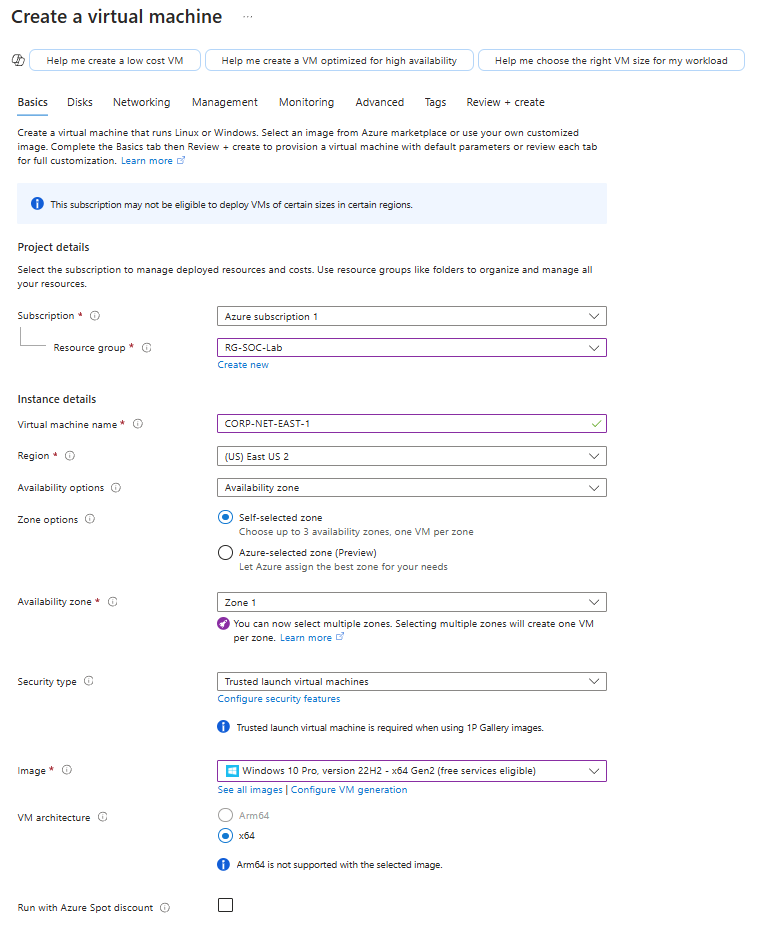 Create a virtual machine ...
Help me create a low cost VM
Help me create a VM optimized for high availability
Help me choose the right VM size for my workload
Basics Disks Networking Management Monitoring Advanced Tags Review + create
Create a virtual machine that runs Linux or Windows. Select an image from Azure marketplace or use your own customized
image. Complete the Basics tab then Review + create to provision a virtual machine with default parameters or review each tab
for full customization. Learn more
This subscription may not be eligible to deploy VMs of certain sizes in certain regions.
Project details
Select the subscription to manage deployed resources and costs. Use resource groups like folders to organize and manage all
your resources.
Subscription *
Azure subscription 1
Resource group *
RG-SOC-Lab
Create new
Instance details
Virtual machine name *
CORP-NET-EAST-1
Region *
(US) East US 2
Availability options
Availability zone
Zone options
Self-selected zone
Choose up to 3 availability zones, one VM per zone
Azure-selected zone (Preview)
Let Azure assign the best zone for your needs
Availability zone *
Zone 1
You can now select multiple zones. Selecting multiple zones will create one VM
per zone. Learn more
Security type
Trusted launch virtual machines
Configure security features
Trusted launch virtual machine is required when using 1P Gallery images.
Image *
Windows 10 Pro, version 22H2 - x64 Gen2 (free services eligible)
See all images | Configure VM generation
VM architecture
Arm64
x64
Arm64 is not supported with the selected image.
Run with Azure Spot discount